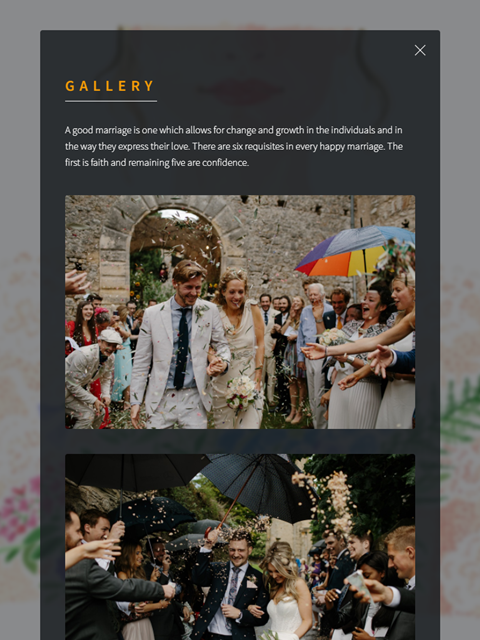 GALLERY
A good marriage is one which allows for change and growth in the individuals and in
the way they express their love. There are six requisites in every happy marriage. The
first is faith and remaining five are confidence.